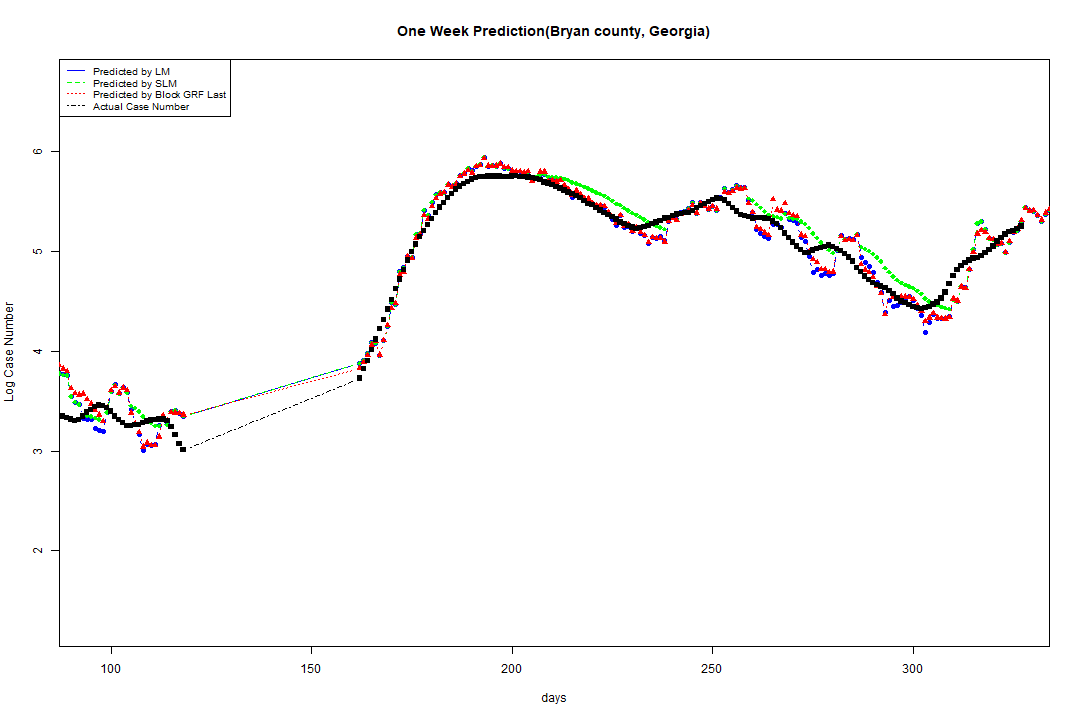 One Week Prediction(Bryan county, Georgia)
Predicted by LM
Predicted by SLM
Predicted by Block GRF Last
Actual Case Number
6
5
4
3
2
Log Case Number
100 150 200 250 300
days